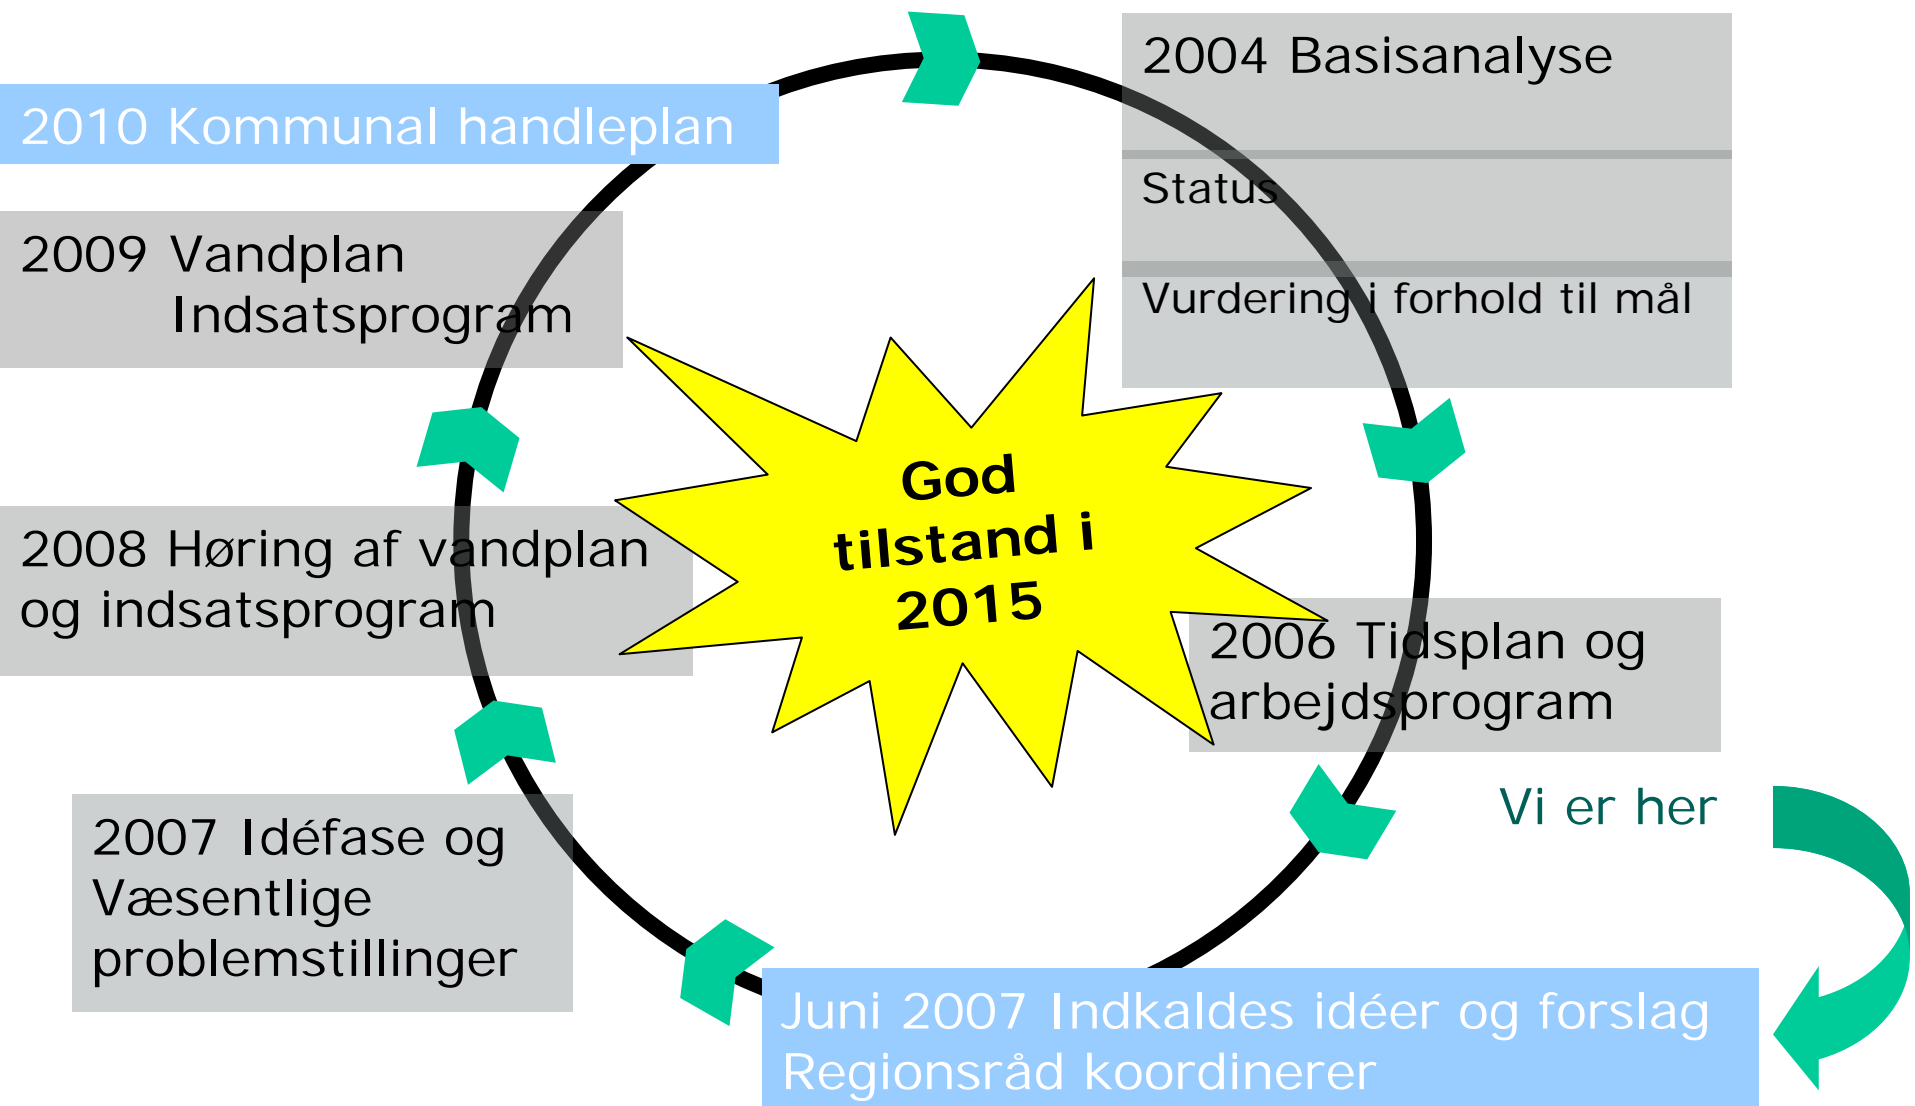 2004 Basisanalyse
Status
Vurdering i forhold til mål
2006 Tidsplan og
arbejdsprogram
Vi er her
Juni 2007 Indkaldes idéer og forslag
Regionsråd koordinerer
2007 Idéfase og
Væsentlige
problemstillinger
2008 Høring af vandplan
og indsatsprogram
2009 Vandplan
Indsatsprogram
2010 Kommunal handleplan
God
tilstand i
2015